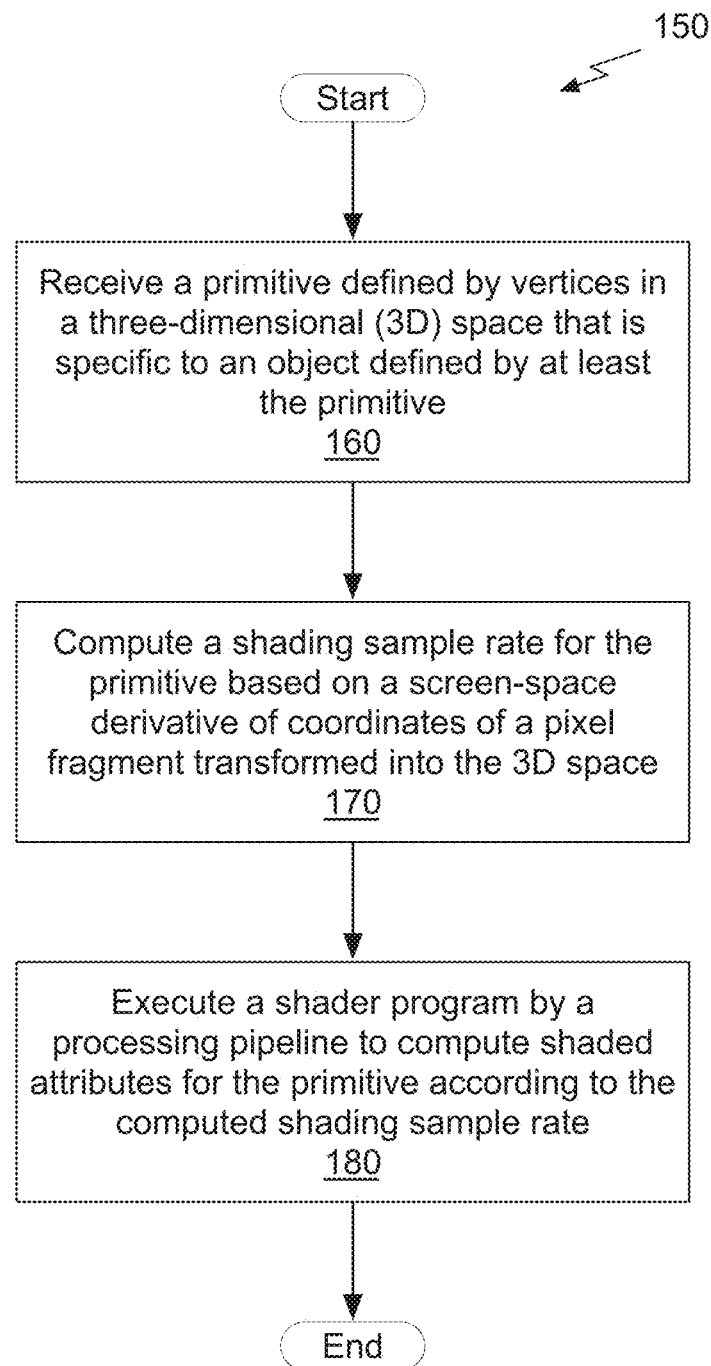 150
Start
Receive a primitive defined by vertices in
a three-dimensional (3D) space that is
specific to an object defined by at least
the primitive
160
Compute a shading sample rate for the
primitive based on a screen-space
derivative of coordinates of a pixel
fragment transformed into the 3D space
170
Execute a shader program by a
processing pipeline to compute shaded
attributes for the primitive according to the
computed shading sample rate
180
End